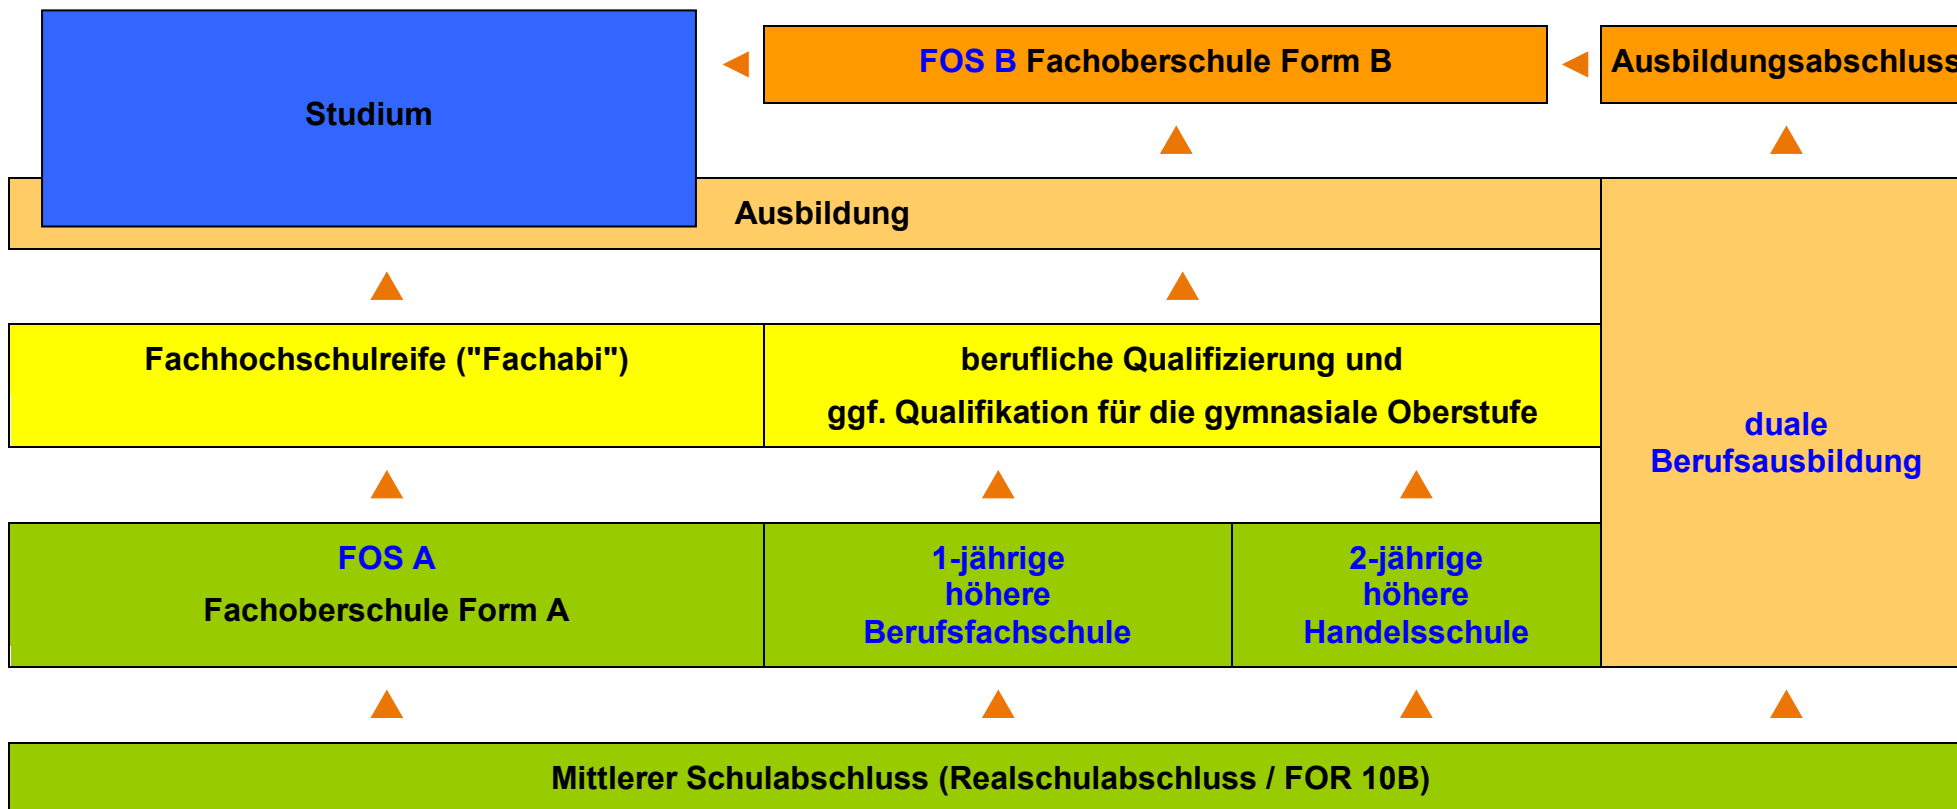 FOS B Fachoberschule Form B
Ausbildungsabschluss
Studium
Ausbildung
Fachhochschulreife ("Fachabi")
berufliche Qualifizierung und
ggf. Qualifikation für die gymnasiale Oberstufe
duale
Berufsausbildung
FOS A
Fachoberschule Form A
1-jährige
höhere
Berufsfachschule
2-jährige
höhere
Handelsschule
Mittlerer Schulabschluss (Realschulabschluss / FOR 10B)